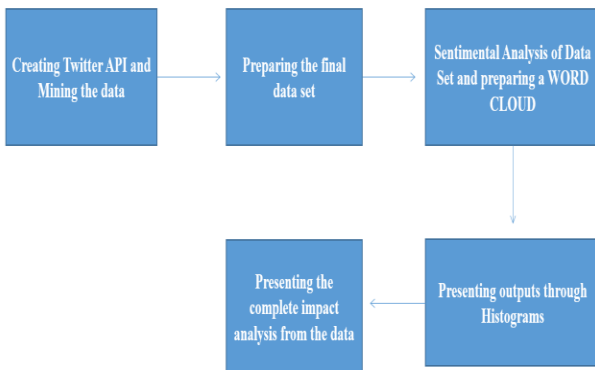 Creating Twitter API and
Mining the data
Preparing the final
data set
Sentimental Analysis of Data
Set and preparing a WORD
CLOUD
Presenting outputs through
Histograms
Presenting the
complete impact
analysis from the data